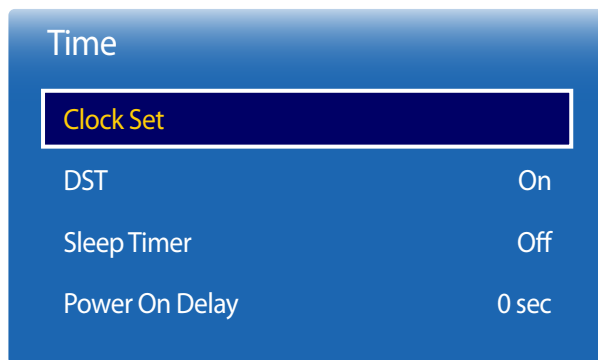 Time
Clock Set
DST On
Sleep Timer Off
Power On Delay 0 sec